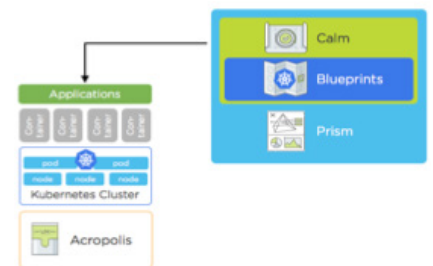 Calm
Blueprints
Prism
Applications
Con-
tainer
Con-
tainer
Con-
tainer
Con-
tainer
pod pod
node node node
Kubernetes Cluster
Acropolis